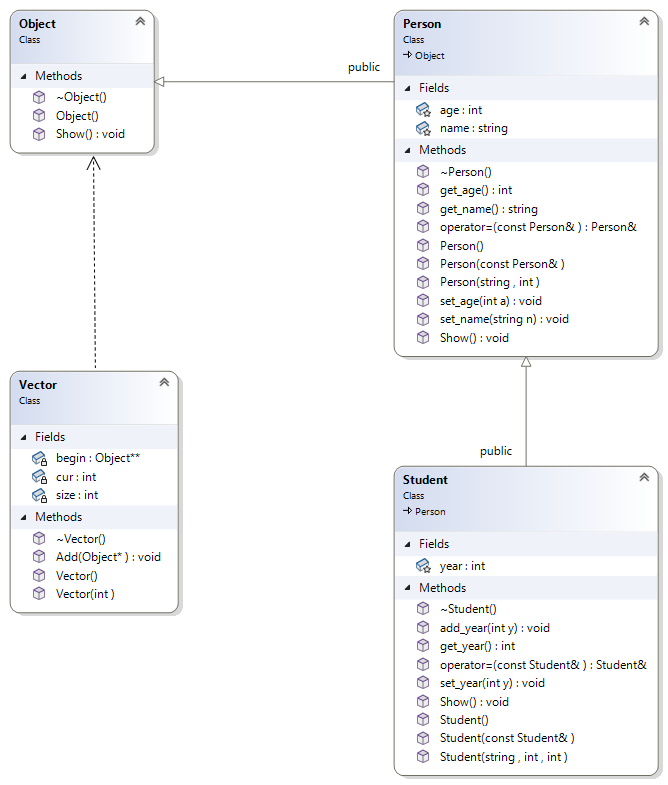 Object
Class
Methods
~Object()
Object()
Show() : void
public
Person
Class
Object
Fields
age : int
name : string
Methods
~Person()
get_age() : int
get_name() : string
operator=(const Person& ) : Person&
Person()
Person(const Person& )
Person(string , int )
set_age(int a) : void
set_name(string n) : void
Show() : void
Vector
Class
Fields
begin : Object**
cur : int
size : int
Methods
~Vector()
Add(Object* ) : void
Vector()
Vector(int )
public
Student
Class
Person
Fields
year : int
Methods
~Student()
add_year(int y) : void
get_year() : int
operator=(const Student& ) : Student&
set_year(int y) : void
Show() : void
Student()
Student(const Student& )
Student(string , int , int )